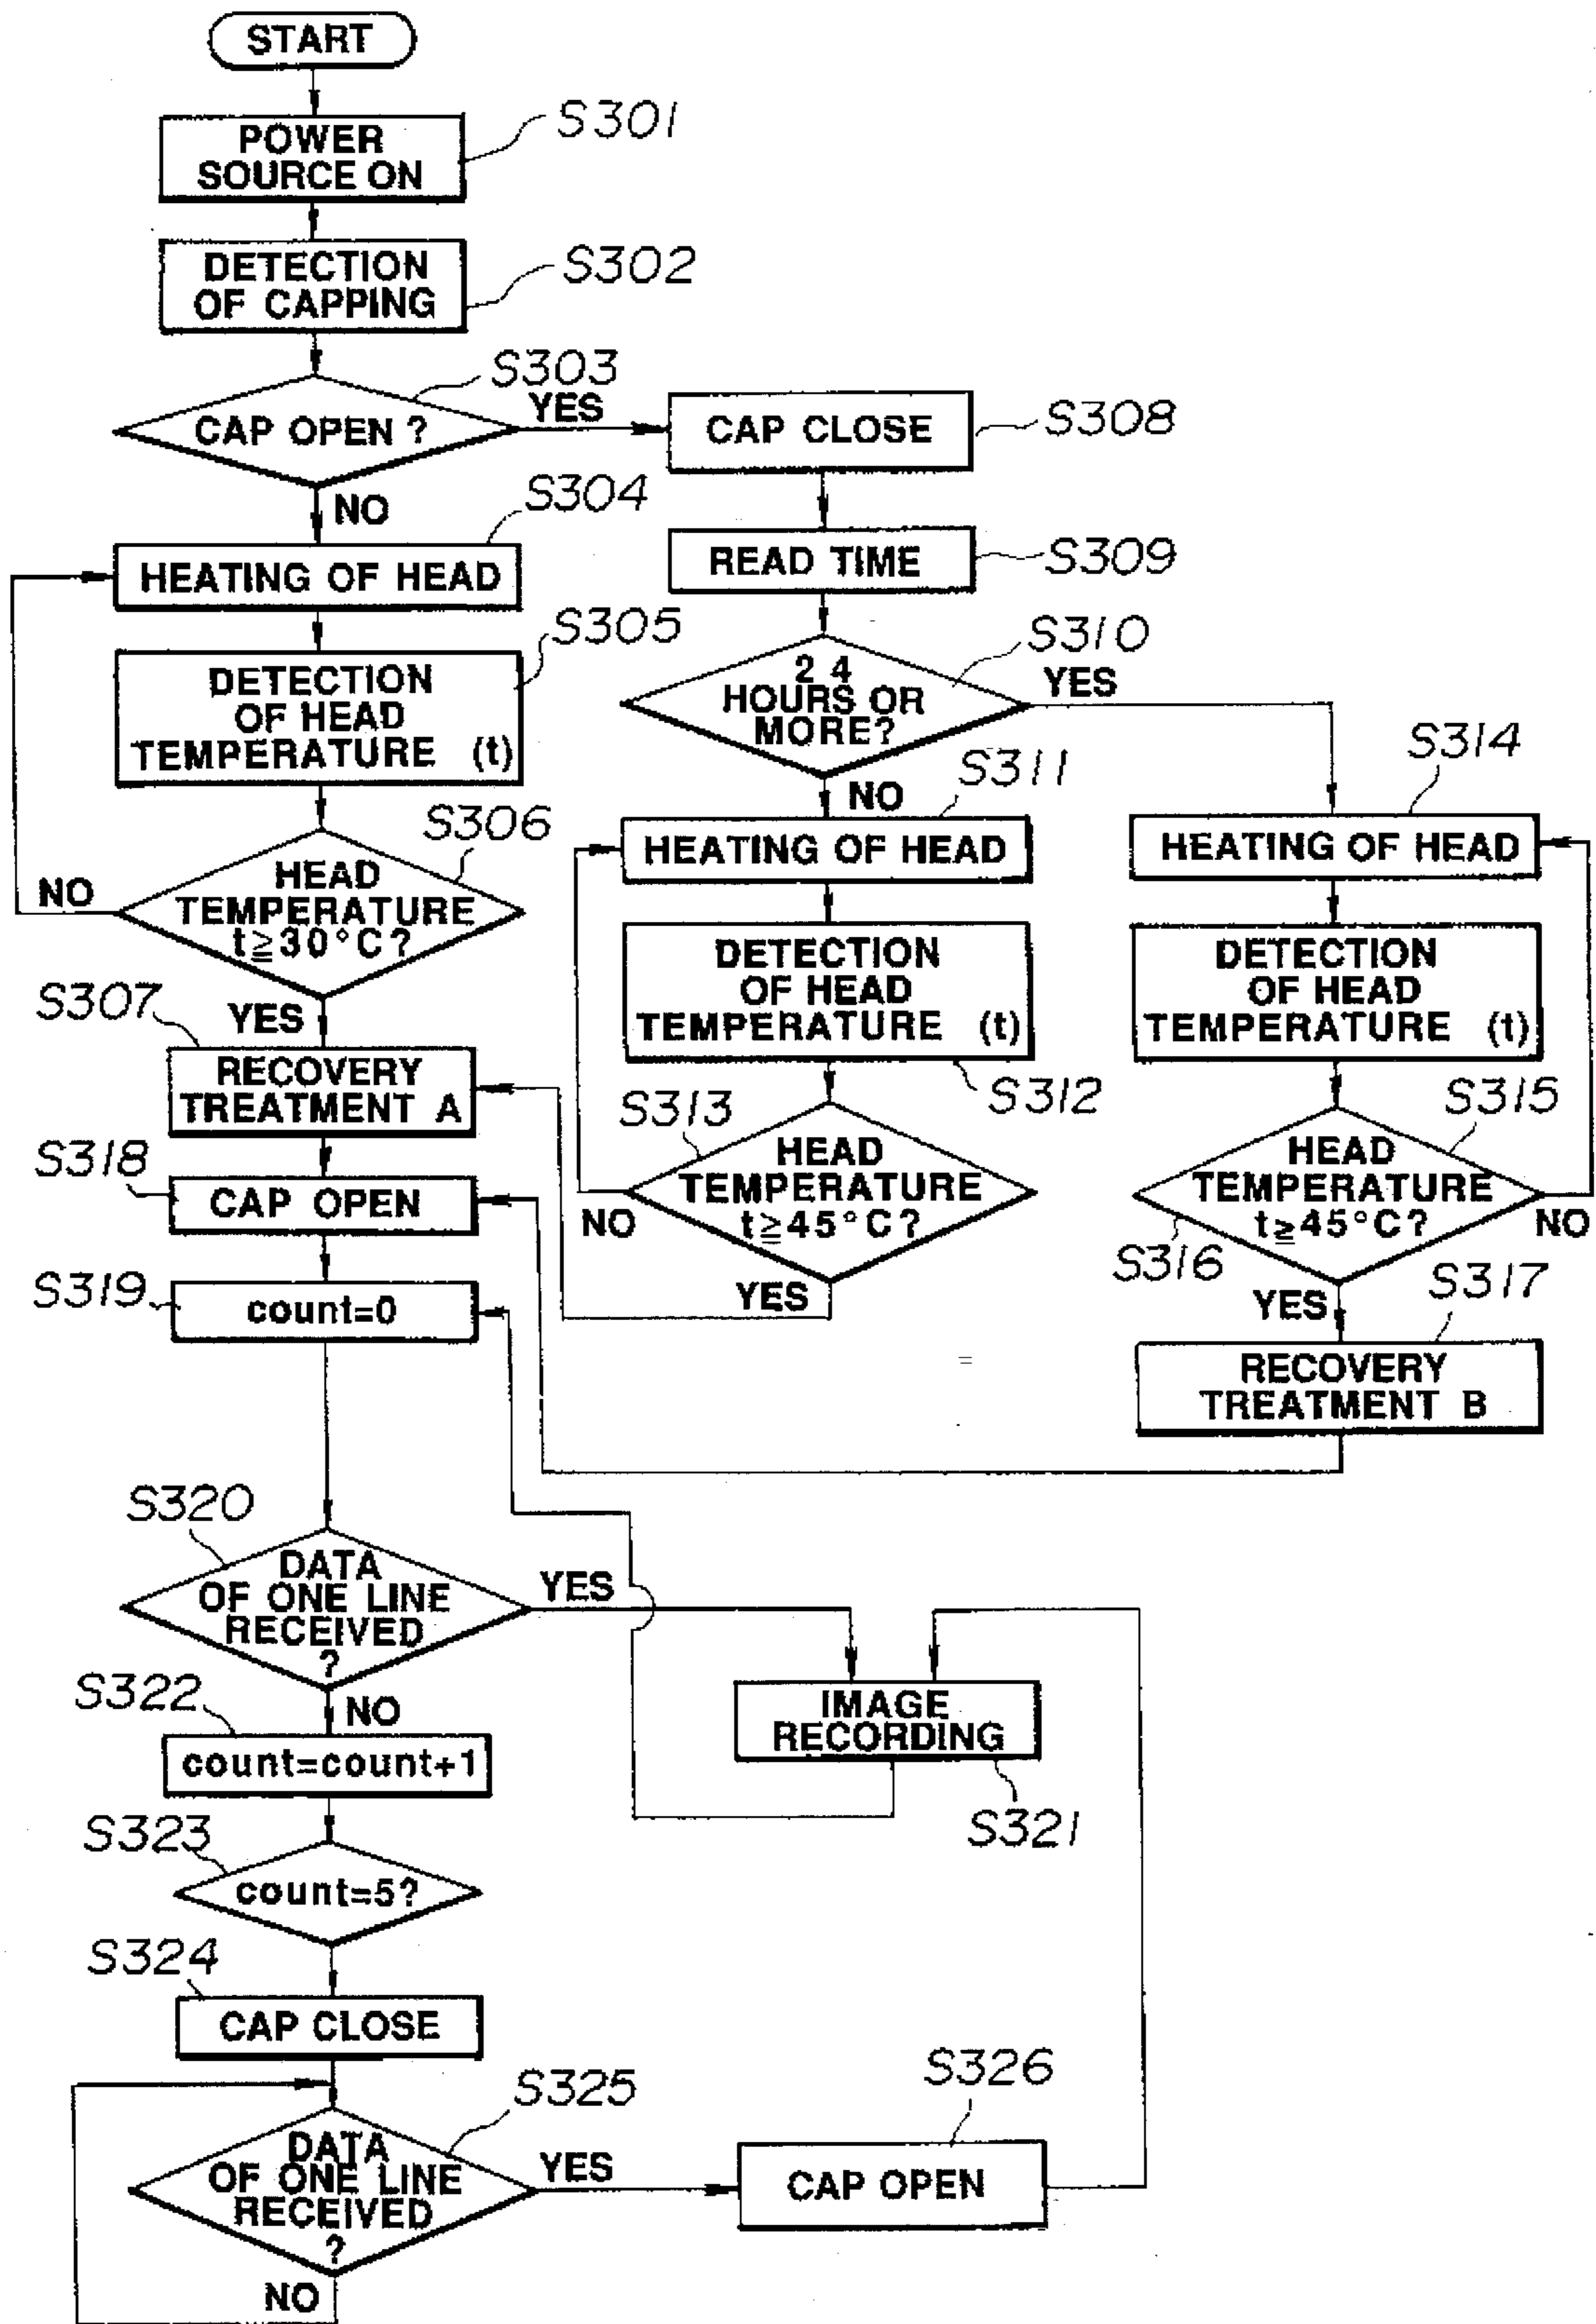 START
POWER
SOURCE ON
S301
DETECTION
OF CAPPING
S302
CAP OPEN ?
S303
YES
NO
CAP CLOSE
S308
HEATING OF HEAD
S304
READ TIME
S309
DETECTION
OF HEAD
TEMPERATURE (t)
S305
2 4
HOURS OR
MORE?
S310
YES
NO
HEAD
TEMPERATURE
t≧30°C?
S306
NO
YES
HEATING OF HEAD
S311
HEATING OF HEAD
S314
DETECTION
OF HEAD
TEMPERATURE (t)
S312
DETECTION
OF HEAD
TEMPERATURE (t)
S315
S307
RECOVERY
TREATMENT A
S313
HEAD
TEMPERATURE
t≧45°C?
NO
YES
HEAD
TEMPERATURE
t≧45°C?
S316
NO
YES
S318
CAP OPEN
S319
count=0
S317
RECOVERY
TREATMENT B
S320
DATA
OF ONE LINE
RECEIVED
?
YES
NO
IMAGE
RECORDING
S321
S322
count=count+1
S323
count=5?
S324
CAP CLOSE
S325
DATA
OF ONE LINE
RECEIVED
?
YES
NO
S326
CAP OPEN